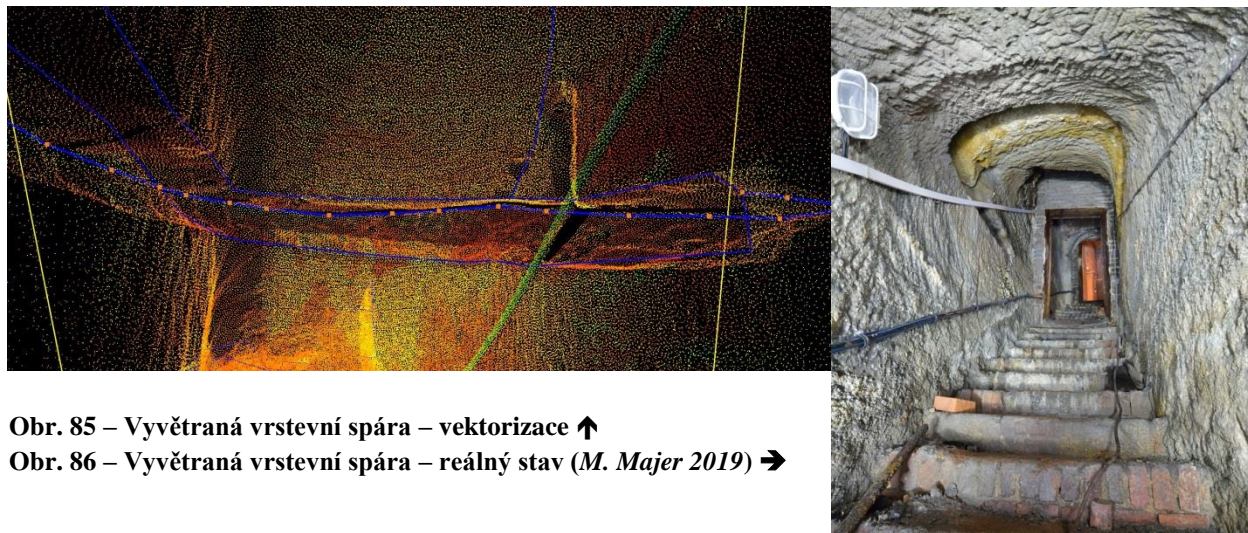 Obr. 85 – Vyvětraná vrstevní spára – vektorizace ↑
Obr. 86 – Vyvětraná vrstevní spára – reálný stav (M. Majer 2019) →